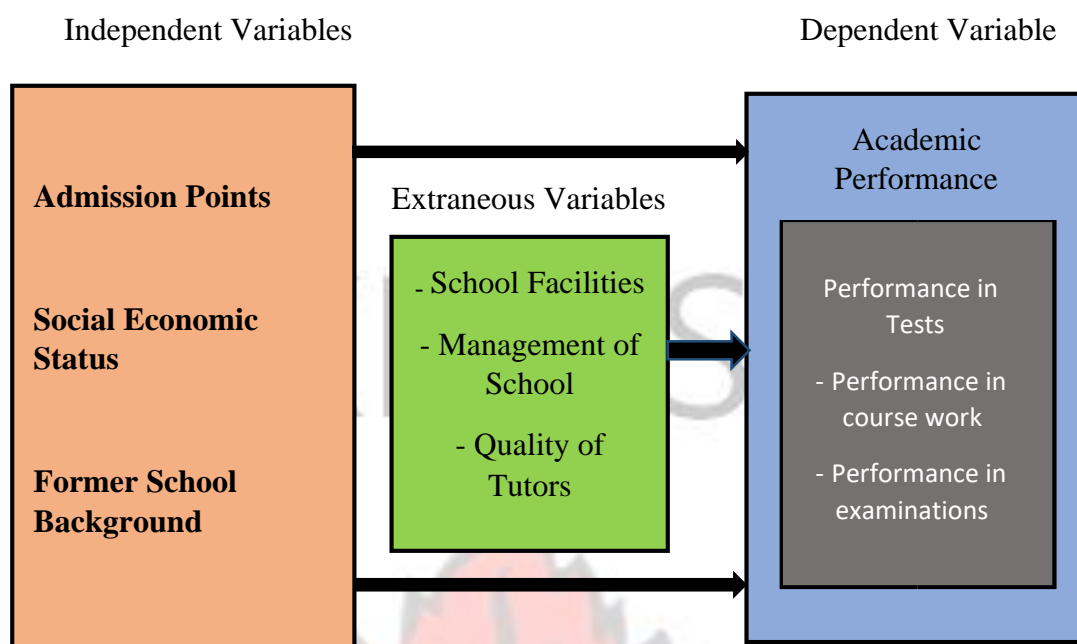 Independent Variables
Dependent Variable
Admission Points
Social Economic
Status
Former School
Background
Extraneous Variables
- School Facilities
- Management of
School
- Quality of
Tutors
Academic
Performance
Performance in
Tests
- Performance in
course work
- Performance in
examinations